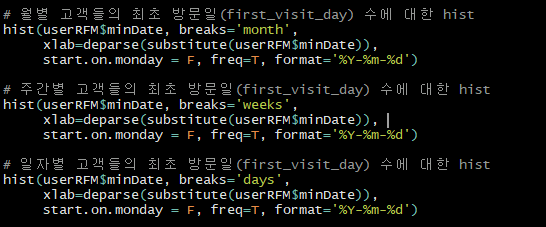 # 월별 고객들의 최초 방문일(first_visit_day) 수에 대한 hist
hist(userRFM$minDate, breaks='month',
xlab=deparse(substitute(userRFM$minDate)),
start.on.monday = F, freq=T, format='%Y-%m-%d')
# 주간별 고객들의 최초 방문일(first_visit_day) 수에 대한 hist
hist(userRFM$minDate, breaks='weeks',
xlab=deparse(substitute(userRFM$minDate)),
start.on.monday = F, freq=T, format='%Y-%m-%d')
# 일자별 고객들의 최초 방문일(first_visit_day) 수에 대한 hist
hist(userRFM$minDate, breaks='days',
xlab=deparse(substitute(userRFM$minDate)),
start.on.monday = F, freq=T, format='%Y-%m-%d')